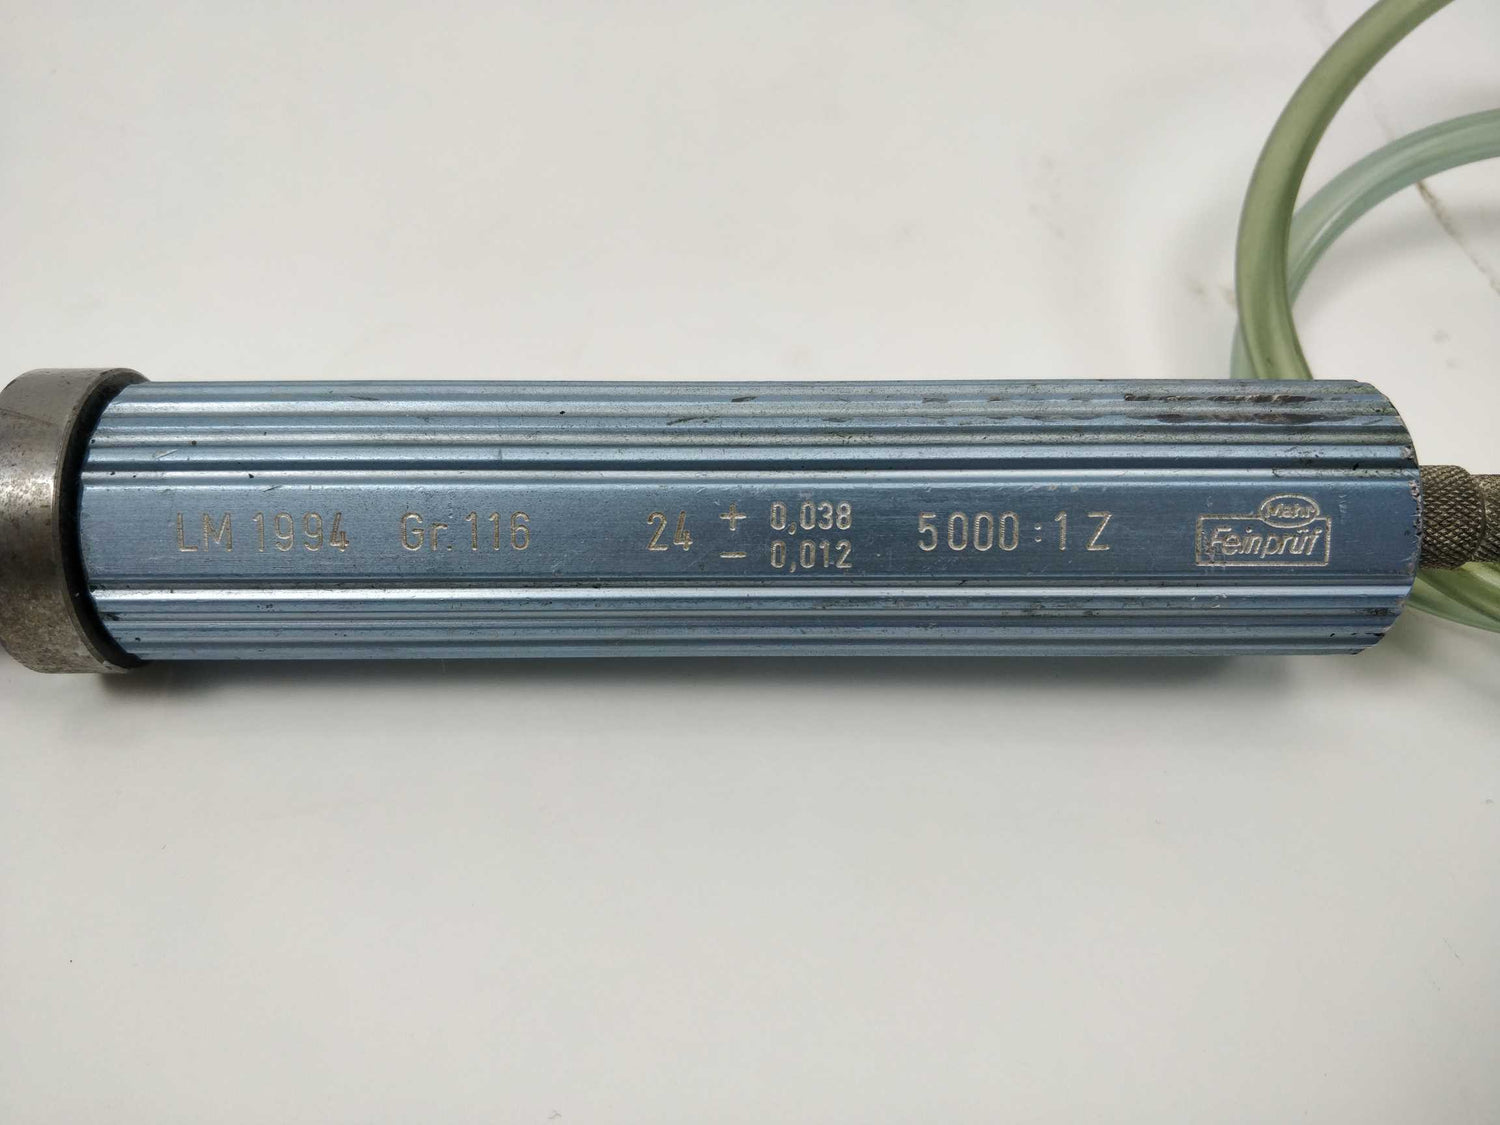 LM 1994 Gr. 116 24 + 0,038 5000:1 Z
− 0,012
Mahr
Feinprüf